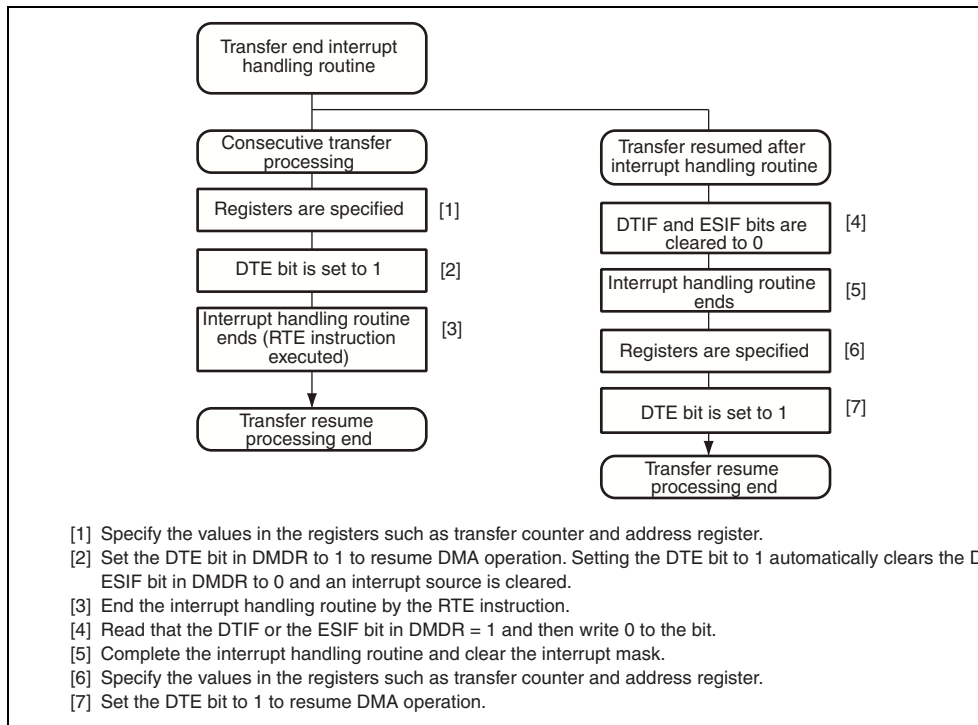 Transfer end interrupt
handling routine
Consecutive transfer
processing
Registers are specified
[1]
DTE bit is set to 1
[2]
Interrupt handling routine
ends (RTE instruction
executed)
[3]
Transfer resume
processing end
Transfer resumed after
interrupt handling routine
DTIF and ESIF bits are
cleared to 0
[4]
Interrupt handling routine
ends
[5]
Registers are specified
[6]
DTE bit is set to 1
[7]
Transfer resume
processing end
[1] Specify the values in the registers such as transfer counter and address register.
[2] Set the DTE bit in DMDR to 1 to resume DMA operation. Setting the DTE bit to 1 automatically clears the
ESIF bit in DMDR to 0 and an interrupt source is cleared.
[3] End the interrupt handling routine by the RTE instruction.
[4] Read that the DTIF or the ESIF bit in DMDR = 1 and then write 0 to the bit.
[5] Complete the interrupt handling routine and clear the interrupt mask.
[6] Specify the values in the registers such as transfer counter and address register.
[7] Set the DTE bit to 1 to resume DMA operation.